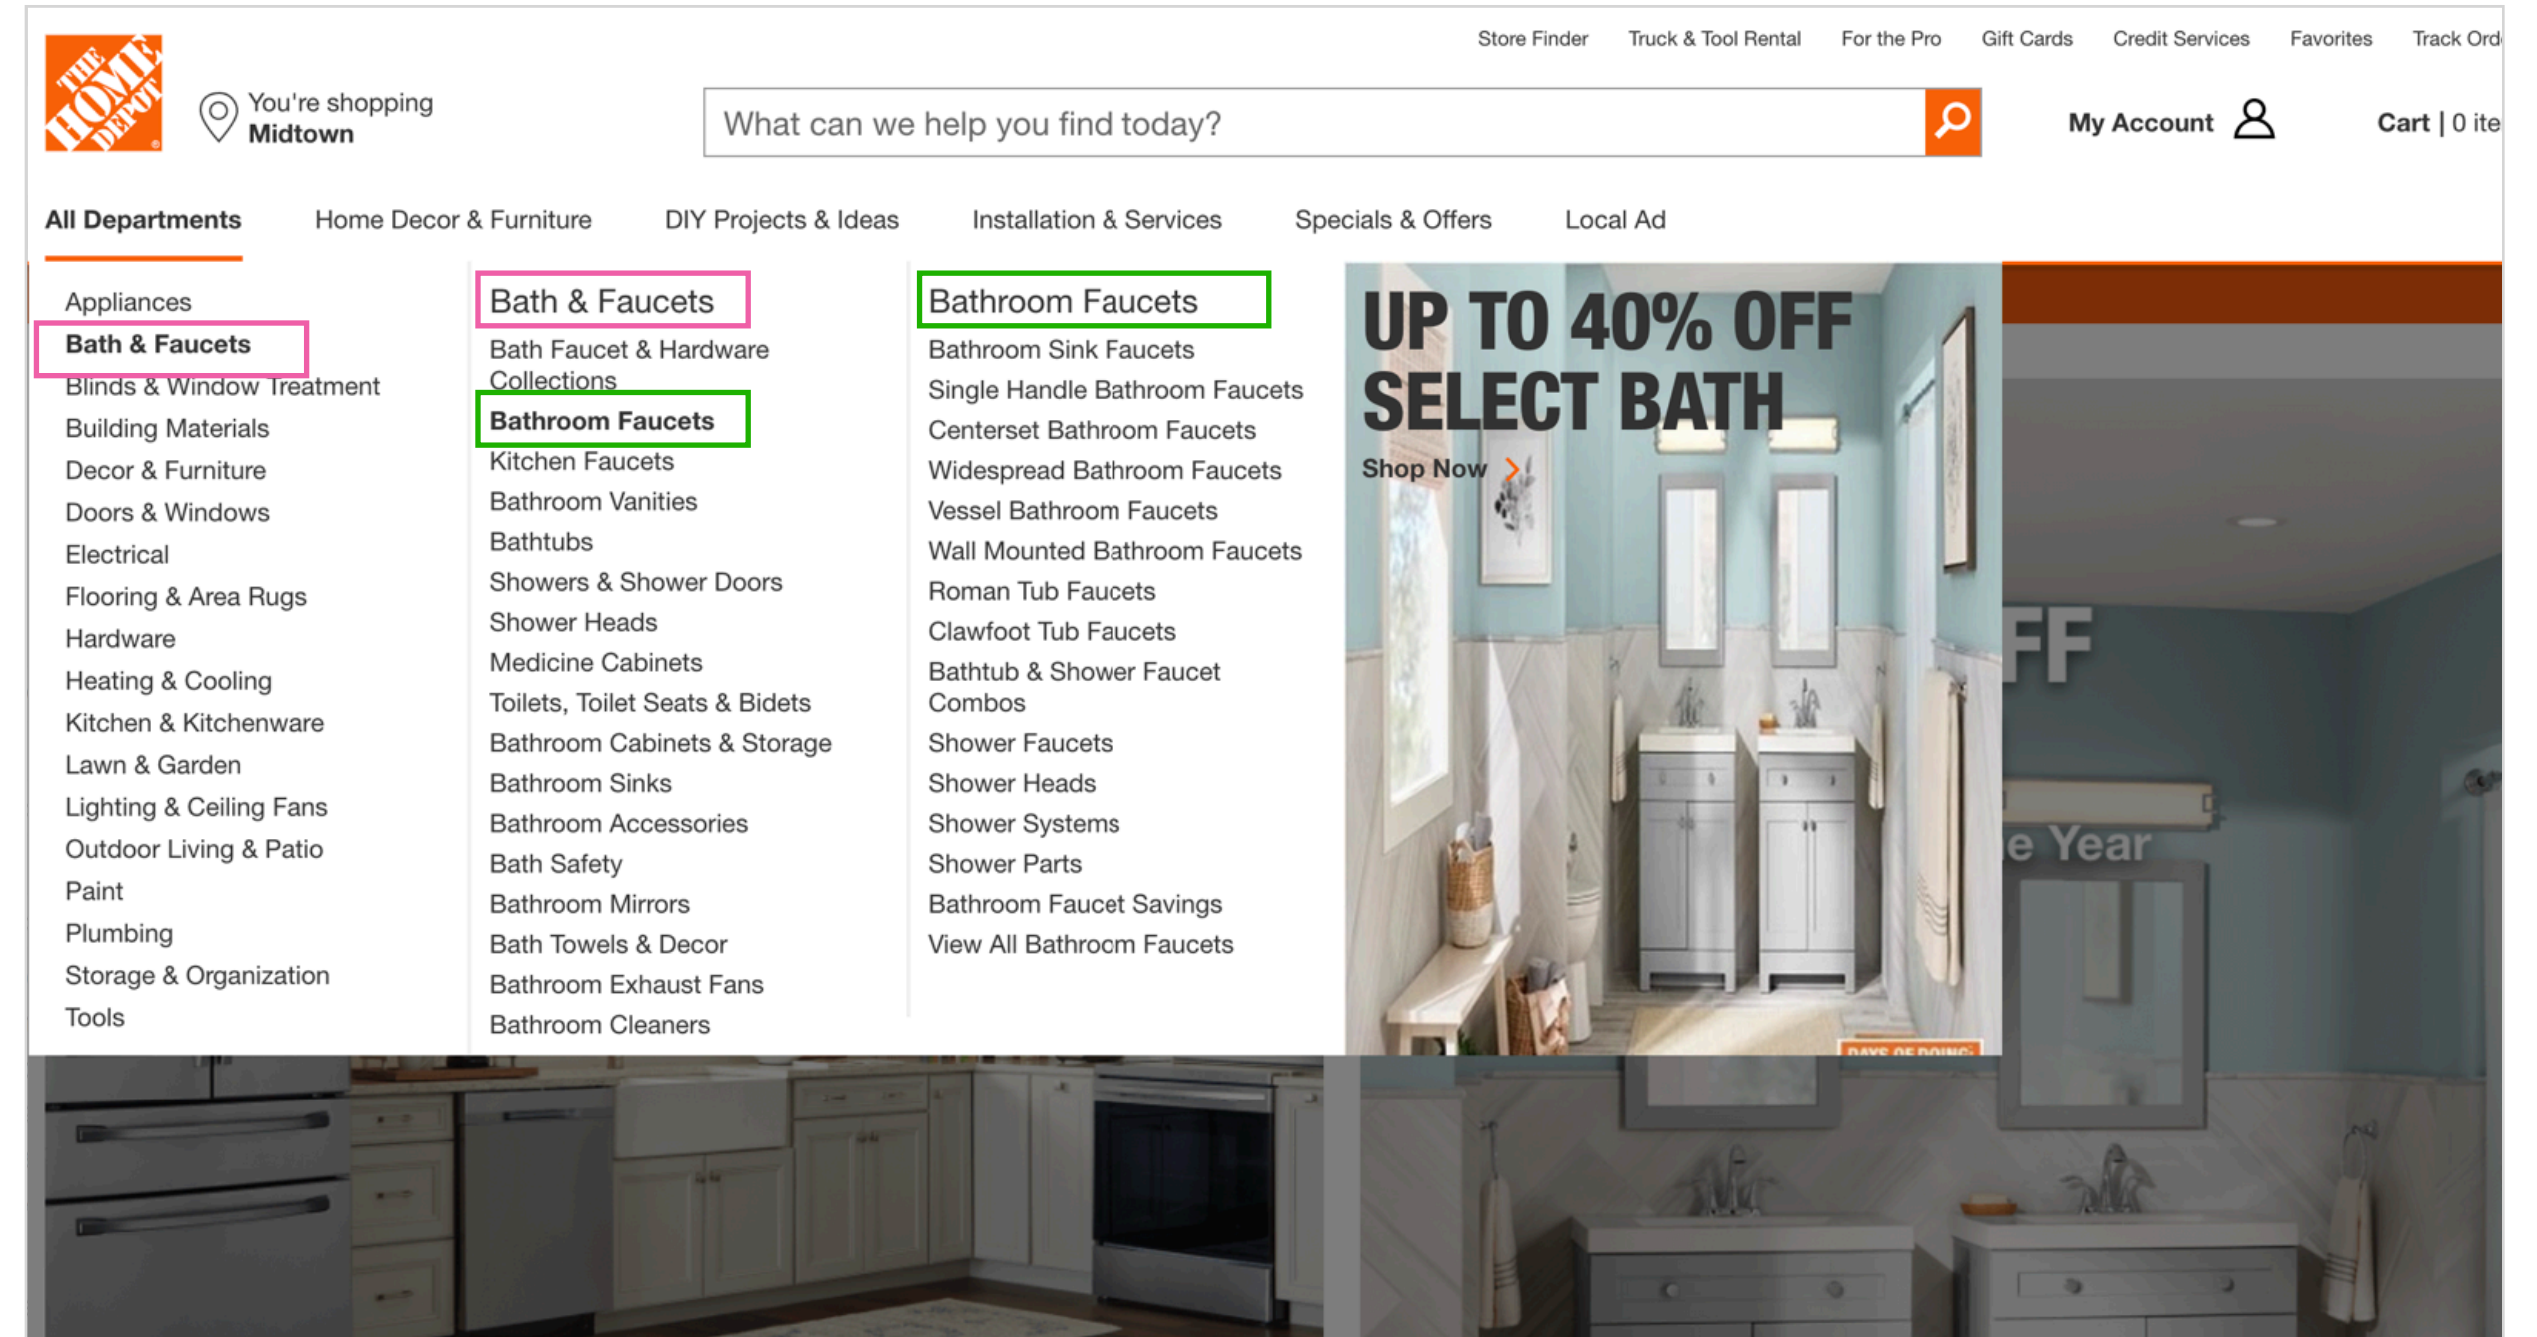 Store Finder Truck & Tool Rental For the Pro Gift Cards Credit Services Favorites Track Ord
THE
HOME
DEPOT
You're shopping
Midtown
What can we help you find today?
My Account
Cart | 0 ite
All Departments Home Decor & Furniture DIY Projects & Ideas Installation & Services Specials & Offers Local Ad
Appliances
Bath & Faucets
Blinds & Window Treatment
Building Materials
Decor & Furniture
Doors & Windows
Electrical
Flooring & Area Rugs
Hardware
Heating & Cooling
Kitchen & Kitchenware
Lawn & Garden
Lighting & Ceiling Fans
Outdoor Living & Patio
Paint
Plumbing
Storage & Organization
Tools
Bath & Faucets
Bath Faucet & Hardware
Collections
Bathroom Faucets
Kitchen Faucets
Bathroom Vanities
Bathtubs
Showers & Shower Doors
Shower Heads
Medicine Cabinets
Toilets, Toilet Seats & Bidets
Bathroom Cabinets & Storage
Bathroom Sinks
Bathroom Accessories
Bath Safety
Bathroom Mirrors
Bath Towels & Decor
Bathroom Exhaust Fans
Bathroom Cleaners
Bathroom Faucets
Bathroom Sink Faucets
Single Handle Bathroom Faucets
Centerset Bathroom Faucets
Widespread Bathroom Faucets
Vessel Bathroom Faucets
Wall Mounted Bathroom Faucets
Roman Tub Faucets
Clawfoot Tub Faucets
Bathtub & Shower Faucet
Combos
Shower Faucets
Shower Heads
Shower Systems
Shower Parts
Bathroom Faucet Savings
View All Bathroom Faucets
UP TO 40% OFF
SELECT BATH
Shop Now
DAYS OF DOING
FF
e Year